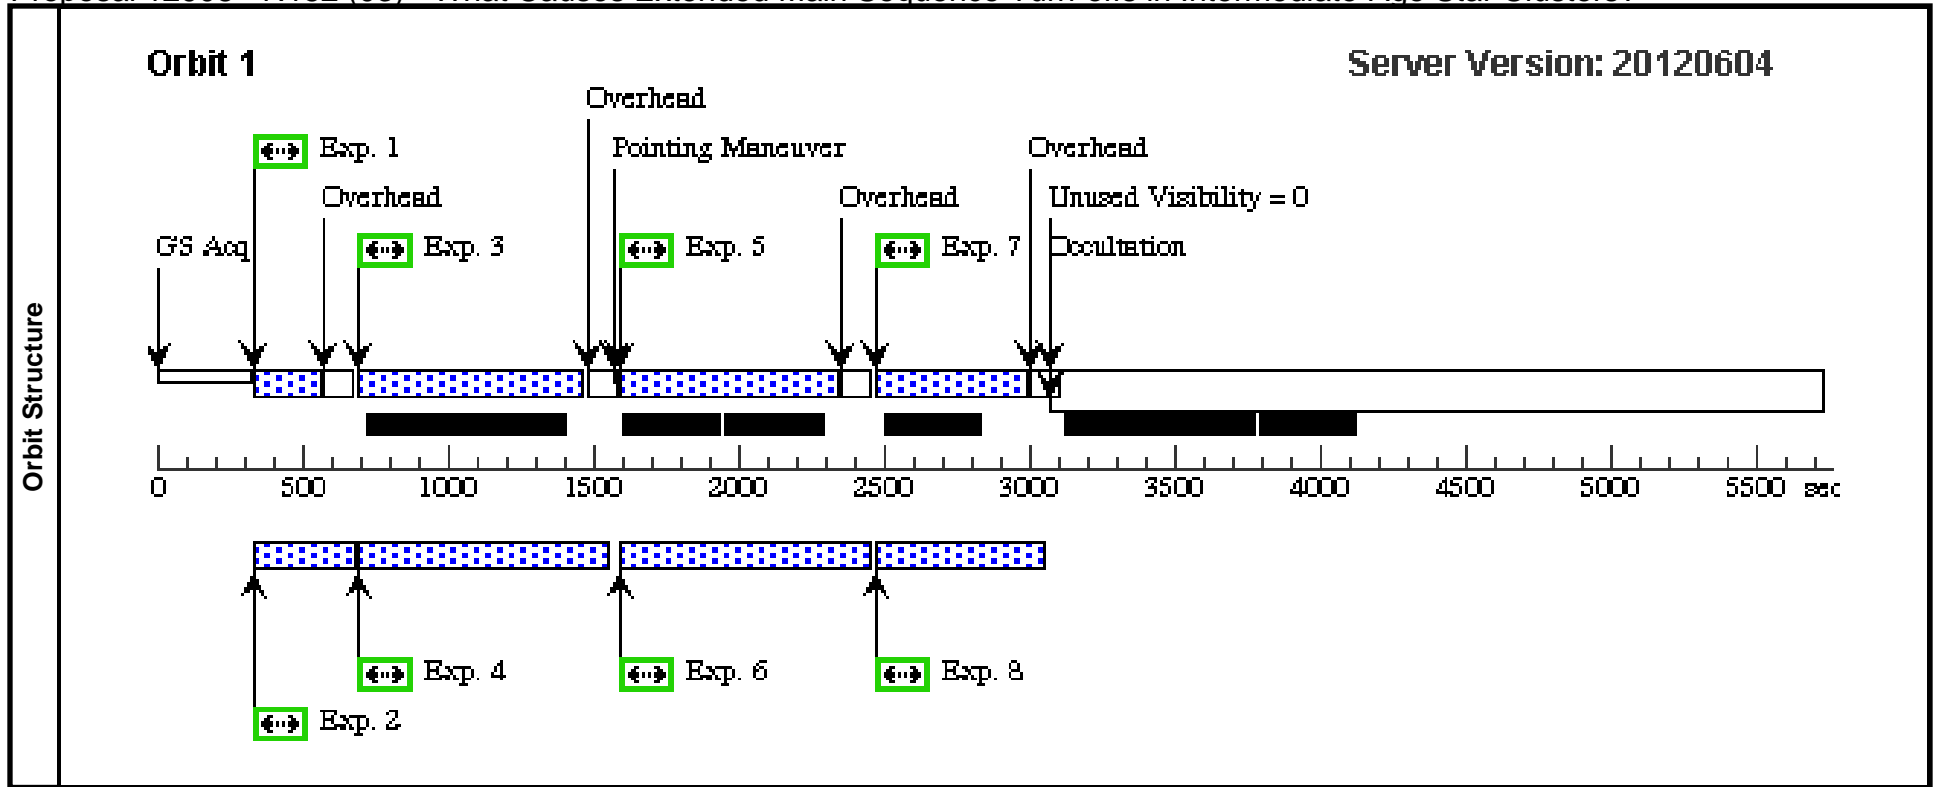 Orbit Structure
Orbit 1
Server Version: 20120604
Overhead
Exp. 1
Pointing Maneuver
Overhead
Overhead
Overhead
Unused Visibility = 0
GS Acq
Exp. 3
Exp. 5
Exp. 7
Occultation
0 500 1000 1500 2000 2500 3000 3500 4000 4500 5000 5500 sec
Exp. 4
Exp. 6
Exp. 8
Exp. 2